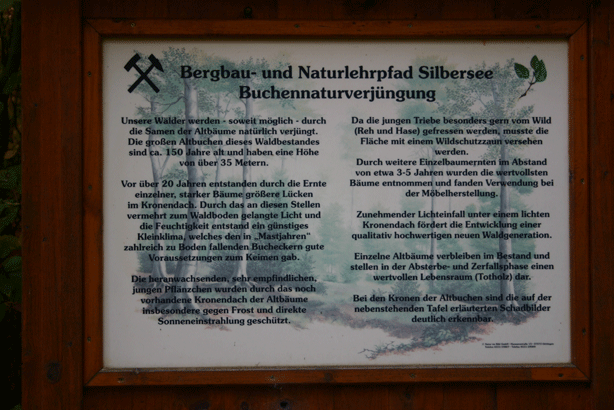 Bergbau- und Naturlehrpfad Silbersee
Buchennaturverjüngung
Unsere Wälder werden - soweit möglich - durch
die Samen der Altbäume natürlich verjüngt.
Die großen Altbuchen dieses Waldbestandes
sind ca. 150 Jahre alt und haben eine Höhe
von über 35 Metern.
Vor über 20 Jahren entstanden durch die Ernte
einzelner, starker Bäume größere Lücken
im Kronendach. Durch das an diesen Stellen
vermehrt zum Waldboden gelangte Licht und
die Feuchtigkeit entstand ein günstiges
Kleinklima, welches den in „Mastjahren"
zahlreich zu Boden fallenden Bucheckern gute
Voraussetzungen zum Keimen gab.
Die heranwachsenden, sehr empfindlichen,
jungen Pflänzchen wurden durch das noch
vorhandene Kronendach der Altbäume
insbesondere gegen Frost und direkte
Sonneneinstrahlung geschützt.
Da die jungen Triebe besonders gern vom Wild
(Reh und Hase) gefressen werden, musste die
Fläche mit einem Wildschutzzaun versehen
werden.
Durch weitere Einzelbaumernten im Abstand
von etwa 3-5 Jahren wurden die wertvollsten
Bäume entnommen und fanden Verwendung bei
der Möbelherstellung.
Zunehmender Lichteinfall unter einem lichten
Kronendach fördert die Entwicklung einer
qualitativ hochwertigen neuen Waldgeneration.
Einzelne Altbäume verbleiben im Bestand und
stellen in der Absterbe- und Zerfallsphase einen
wertvollen Lebensraum (Totholz) dar.
Bei den Kronen der Altbuchen sind die auf der
nebenstehenden Tafel erläuterten Schadbilder
deutlich erkennbar.